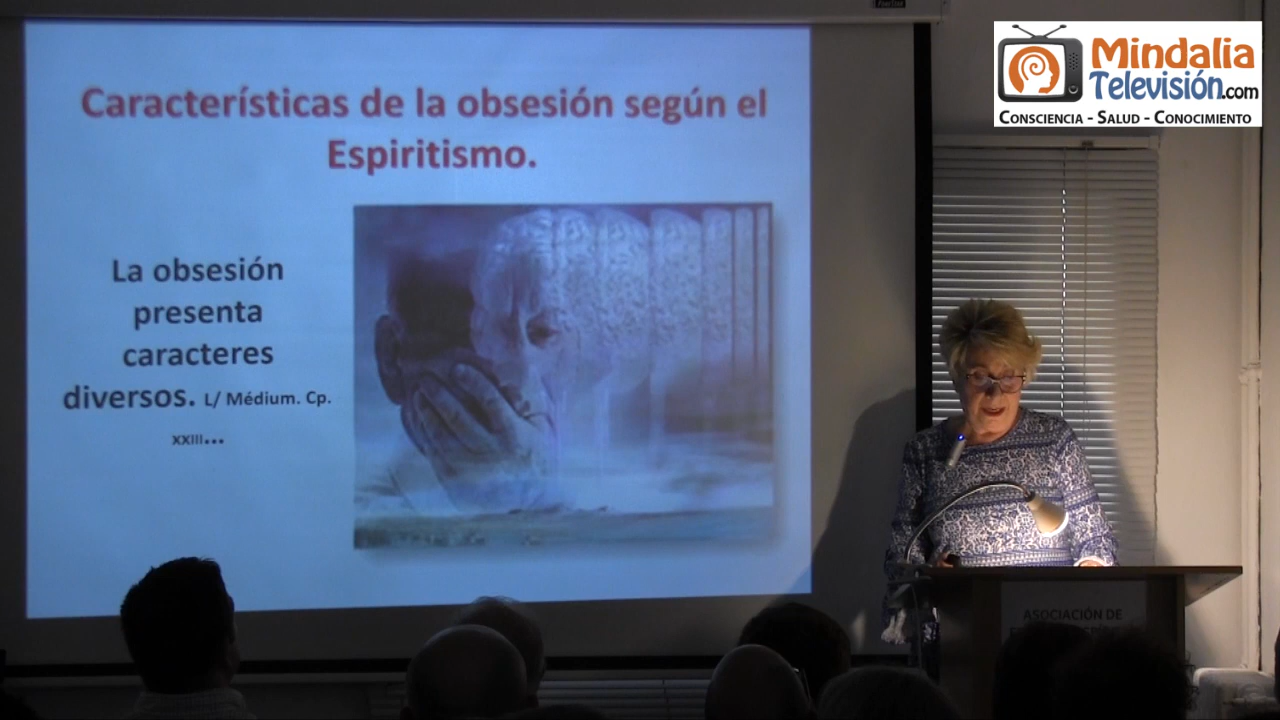 Características de la obsesión según el
Espiritismo.
La obsesión
presenta
caracteres
diversos. L/ Médium. Cp.
XXIII...
Mindalia
Televisión.com
CONSCIENCIA - SALUD - CONOCIMIENTO
ASOCIACIÓN DE